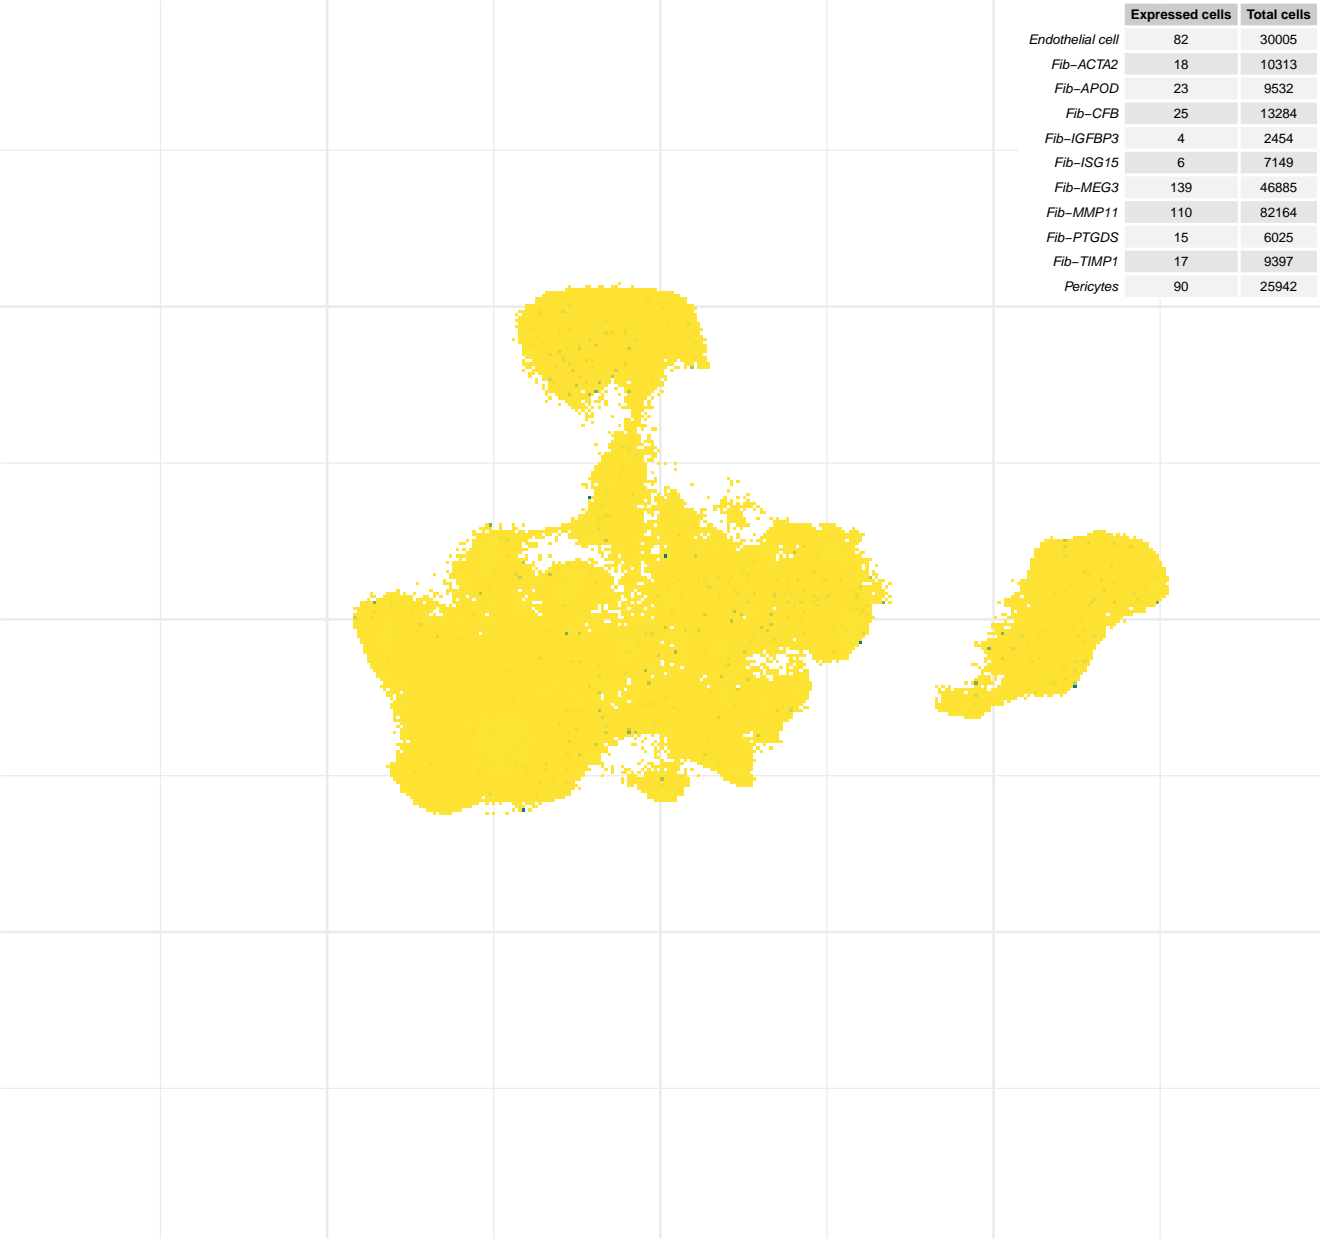 Expressed cells Total cells
Endothelial cell 82 30005
Fib−ACTA2 18 10313
Fib−APOD 23 9532
Fib−CFB 25 13284
Fib−IGFBP3 4 2454
Fib−ISG15 6 7149
Fib−MEG3 139 46885
Fib−MMP11 110 82164
Fib−PTGDS 15 6025
Fib−TIMP1 17 9397
Pericytes 90 25942